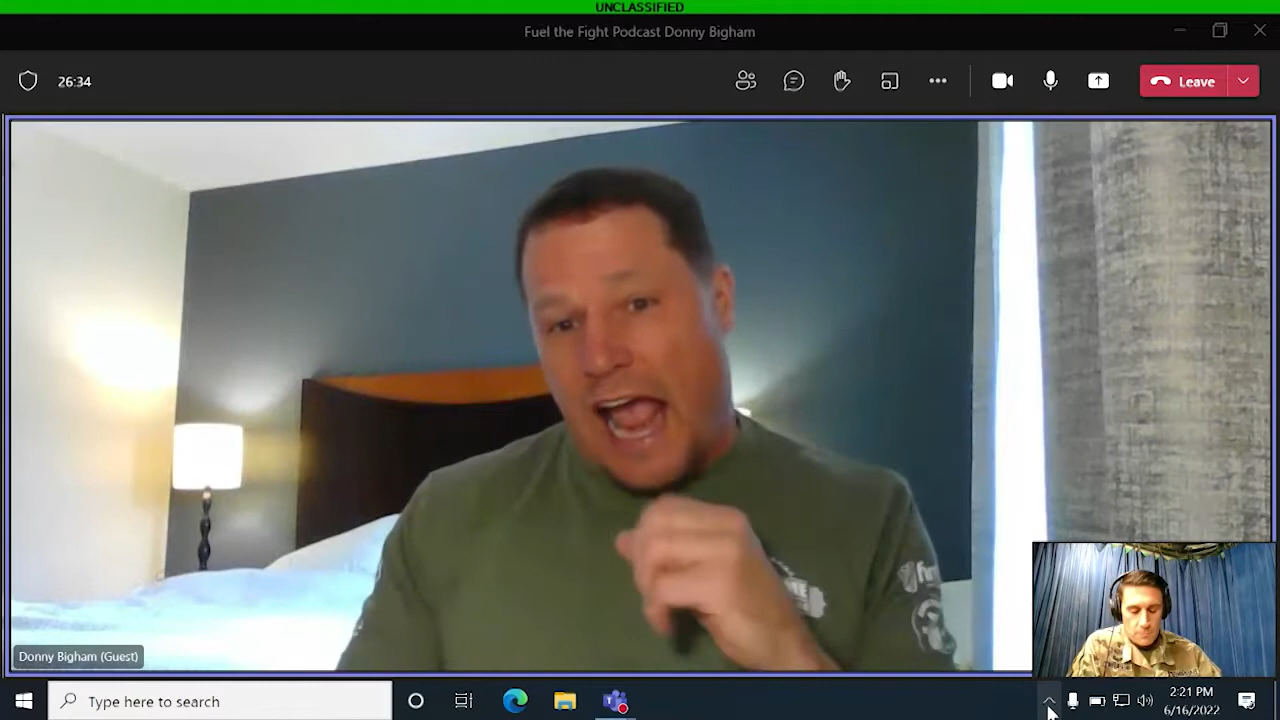 UNCLASSIFIED
Fuel the Fight Podcast Donny Bigham
26:34
Leave
Donny Bigham (Guest)
Type here to search
2:21 PM
6/16/2022